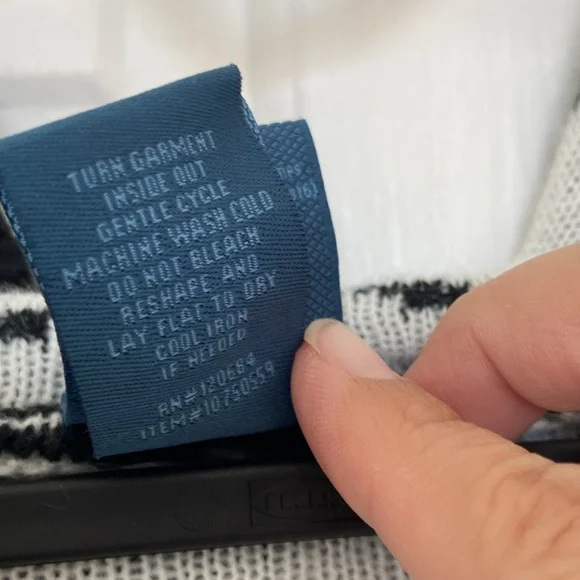 TURN GARMENT
INSIDE OUT
GENTLE CYCLE
MACHINE WASH COLD
DO NOT BLEACH
RESHAPE AND
LAY FLAT TO DRY
COOL IRON
IF NEEDED
RN#120684
ITEM#10750559